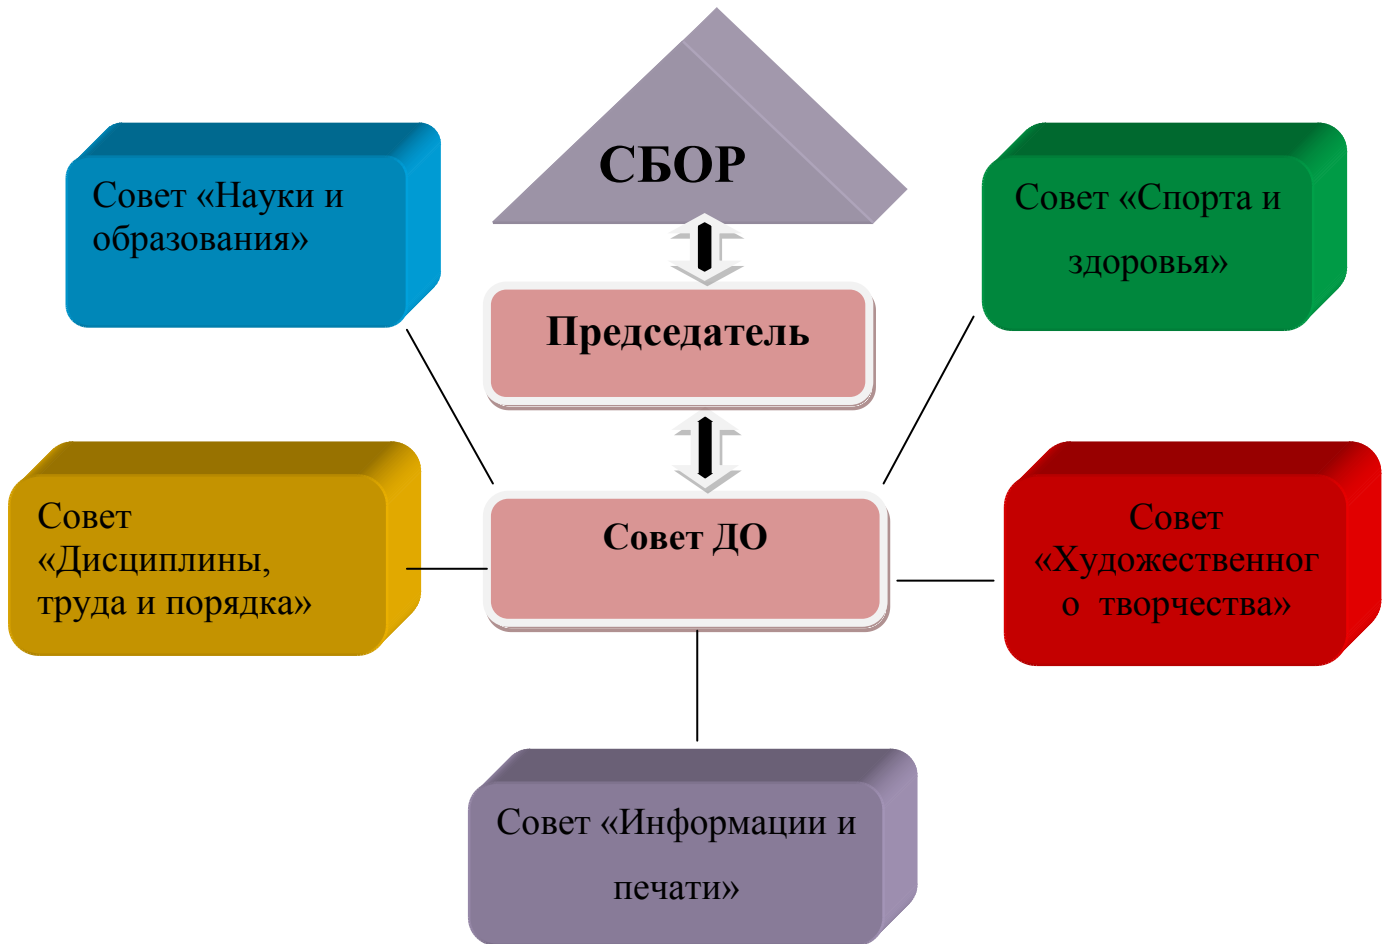 СБОР
Совет «Науки и
образования»
Совет «Спорта и
здоровья»
Председатель
Совет
«Дисциплины,
труда и порядка»
Совет ДО
Совет
«Художественног
о творчества»
Совет «Информации и
печати»